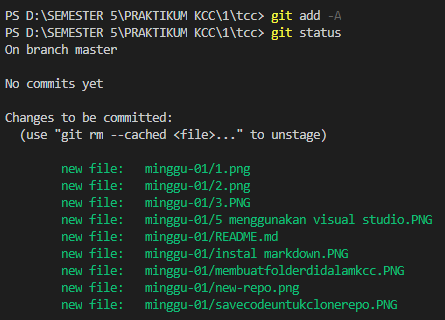 PS D:\SEMESTER 5\PRAKTIKUM KCC\1\tcc> git add -A
PS D:\SEMESTER 5\PRAKTIKUM KCC\1\tcc> git status
On branch master
No commits yet
Changes to be committed:
(use "git rm --cached <file>..." to unstage)
new file: minggu-01/1.png
new file: minggu-01/2.png
new file: minggu-01/3.PNG
new file: minggu-01/5 menggunakan visual studio.PNG
new file: minggu-01/README.md
new file: minggu-01/instal markdown.PNG
new file: minggu-01/membuatfolderdidalamkcc.PNG
new file: minggu-01/new-repo.png
new file: minggu-01/savecodeuntukclonerepo.PNG